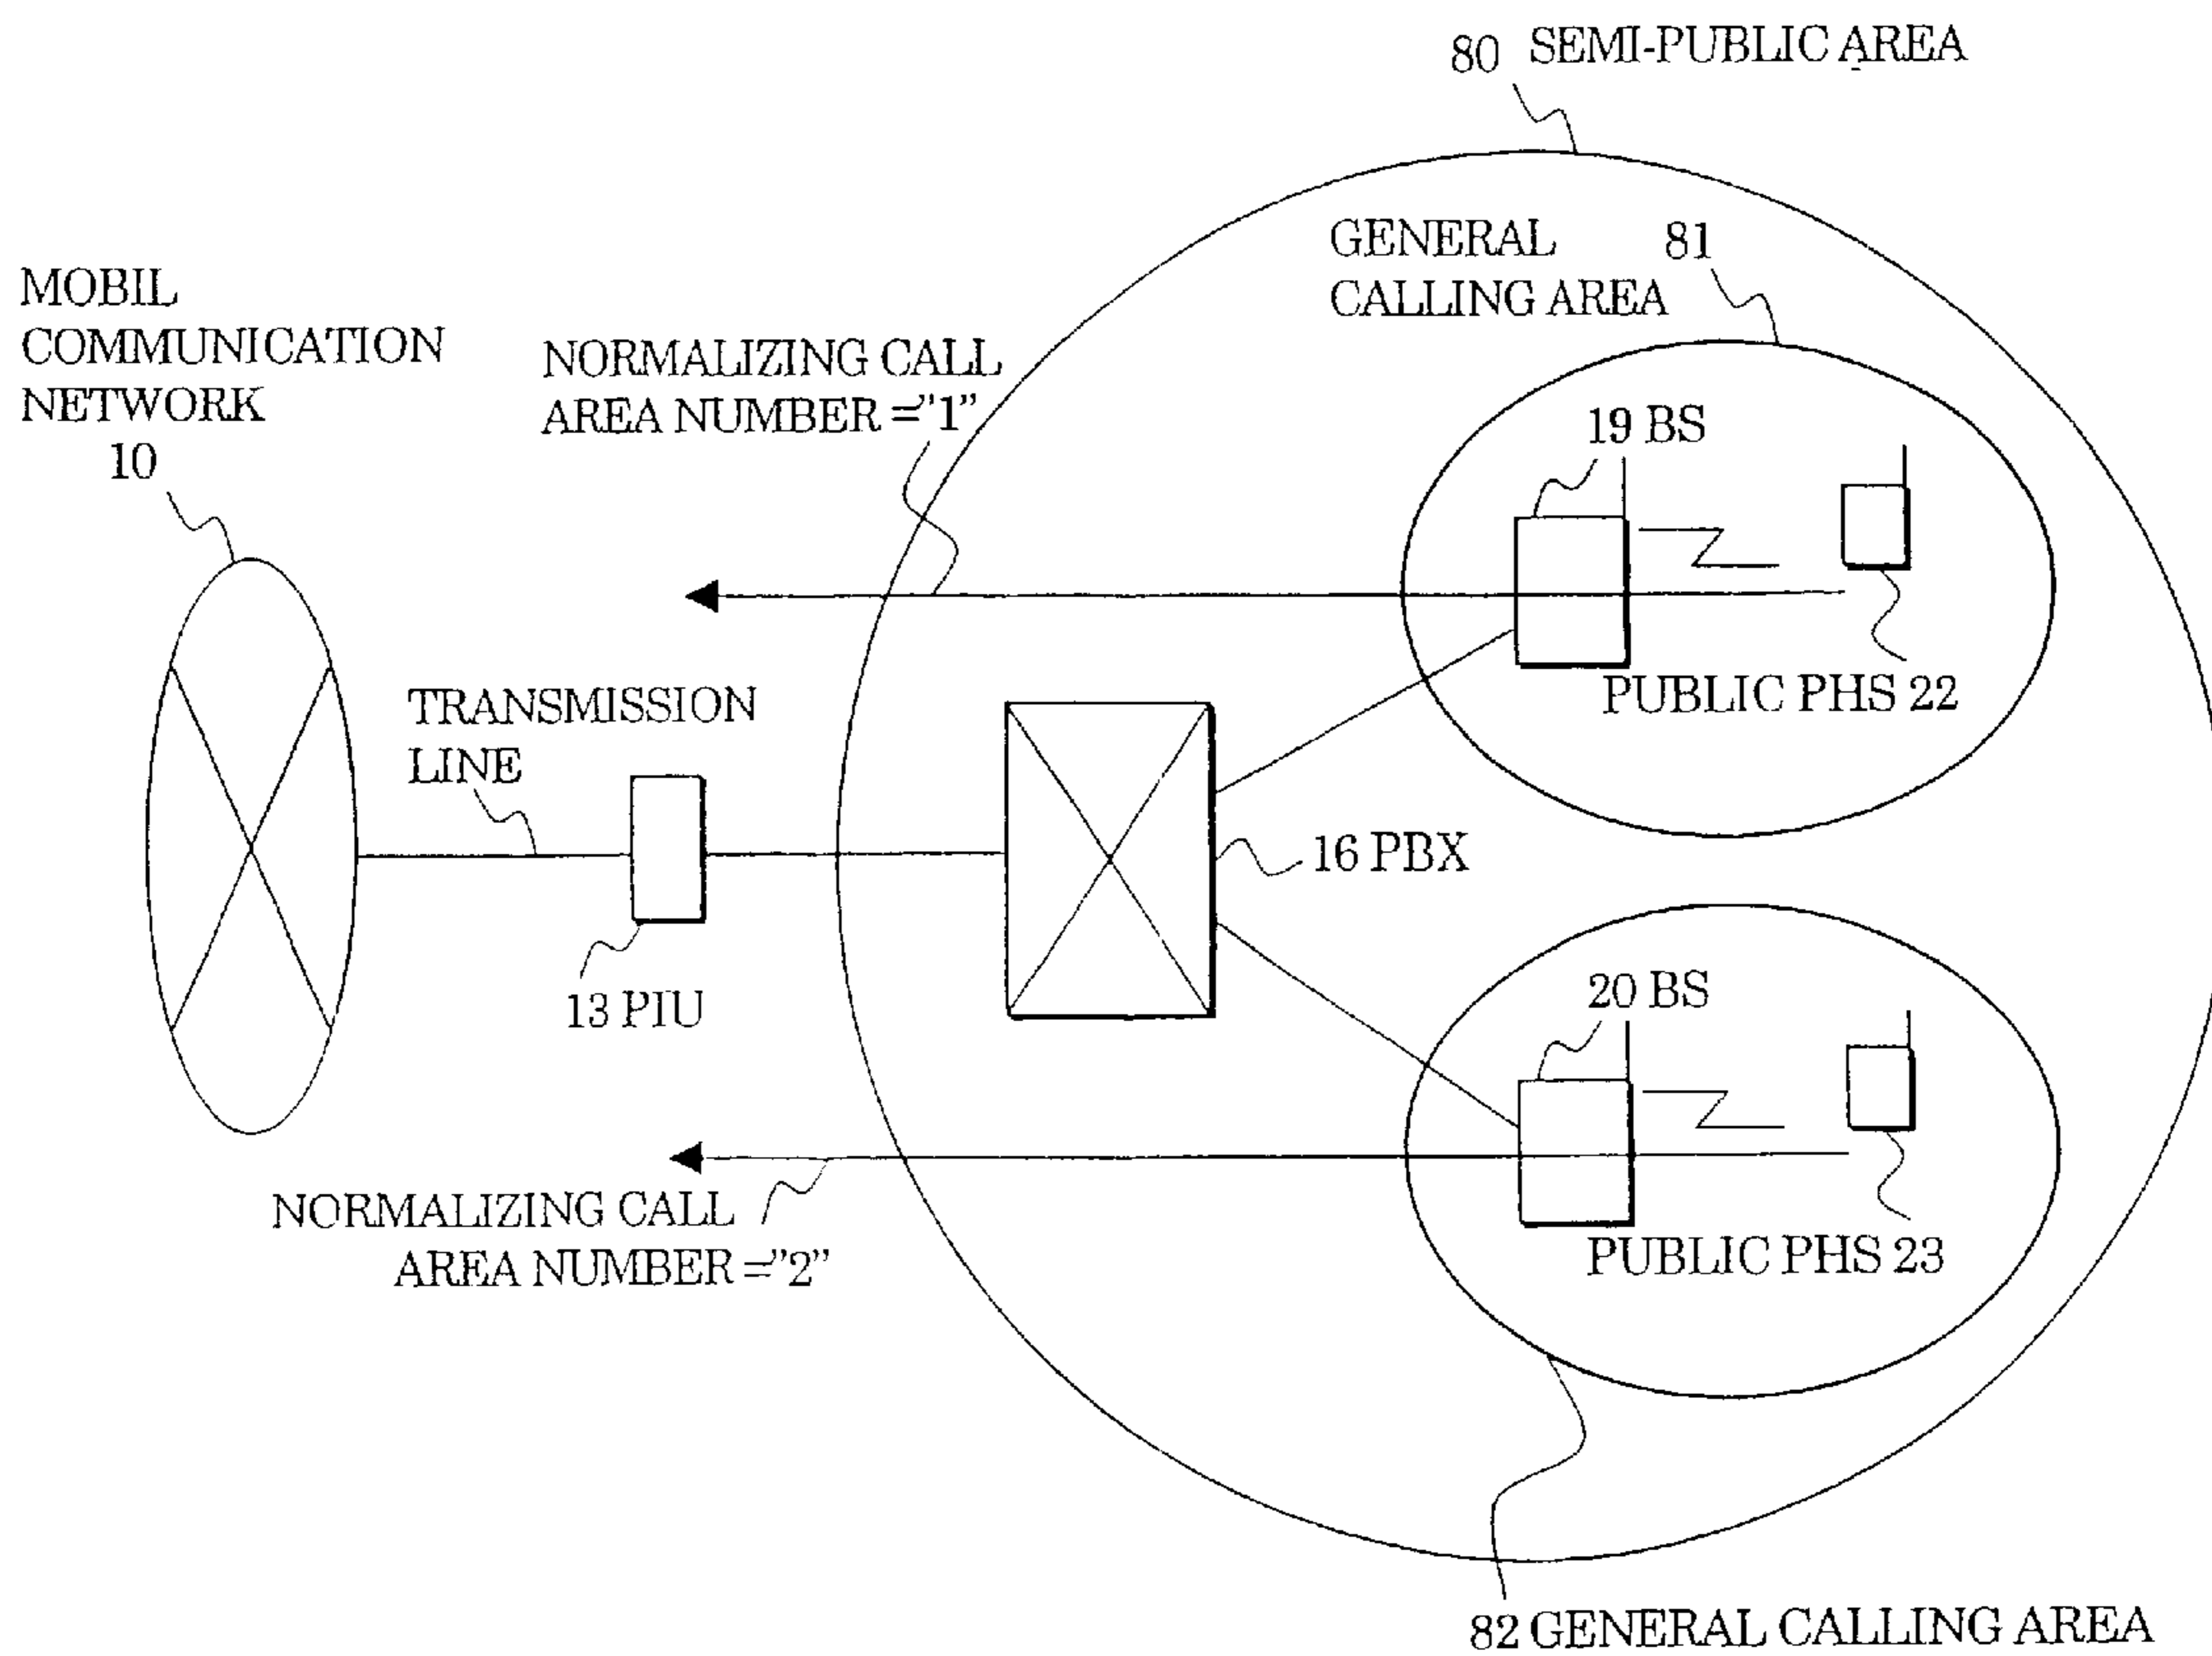 80 SEMI-PUBLIC AREA
GENERAL 81
CALLING AREA
MOBIL
COMMUNICATION
NETWORK
10
NORMALIZING CALL
AREA NUMBER ="1"
19 BS
PUBLIC PHS 22
TRANSMISSION
LINE
16 PBX
13 PIU
20 BS
NORMALIZING CALL
AREA NUMBER ="2"
PUBLIC PHS 23
82 GENERAL CALLING AREA